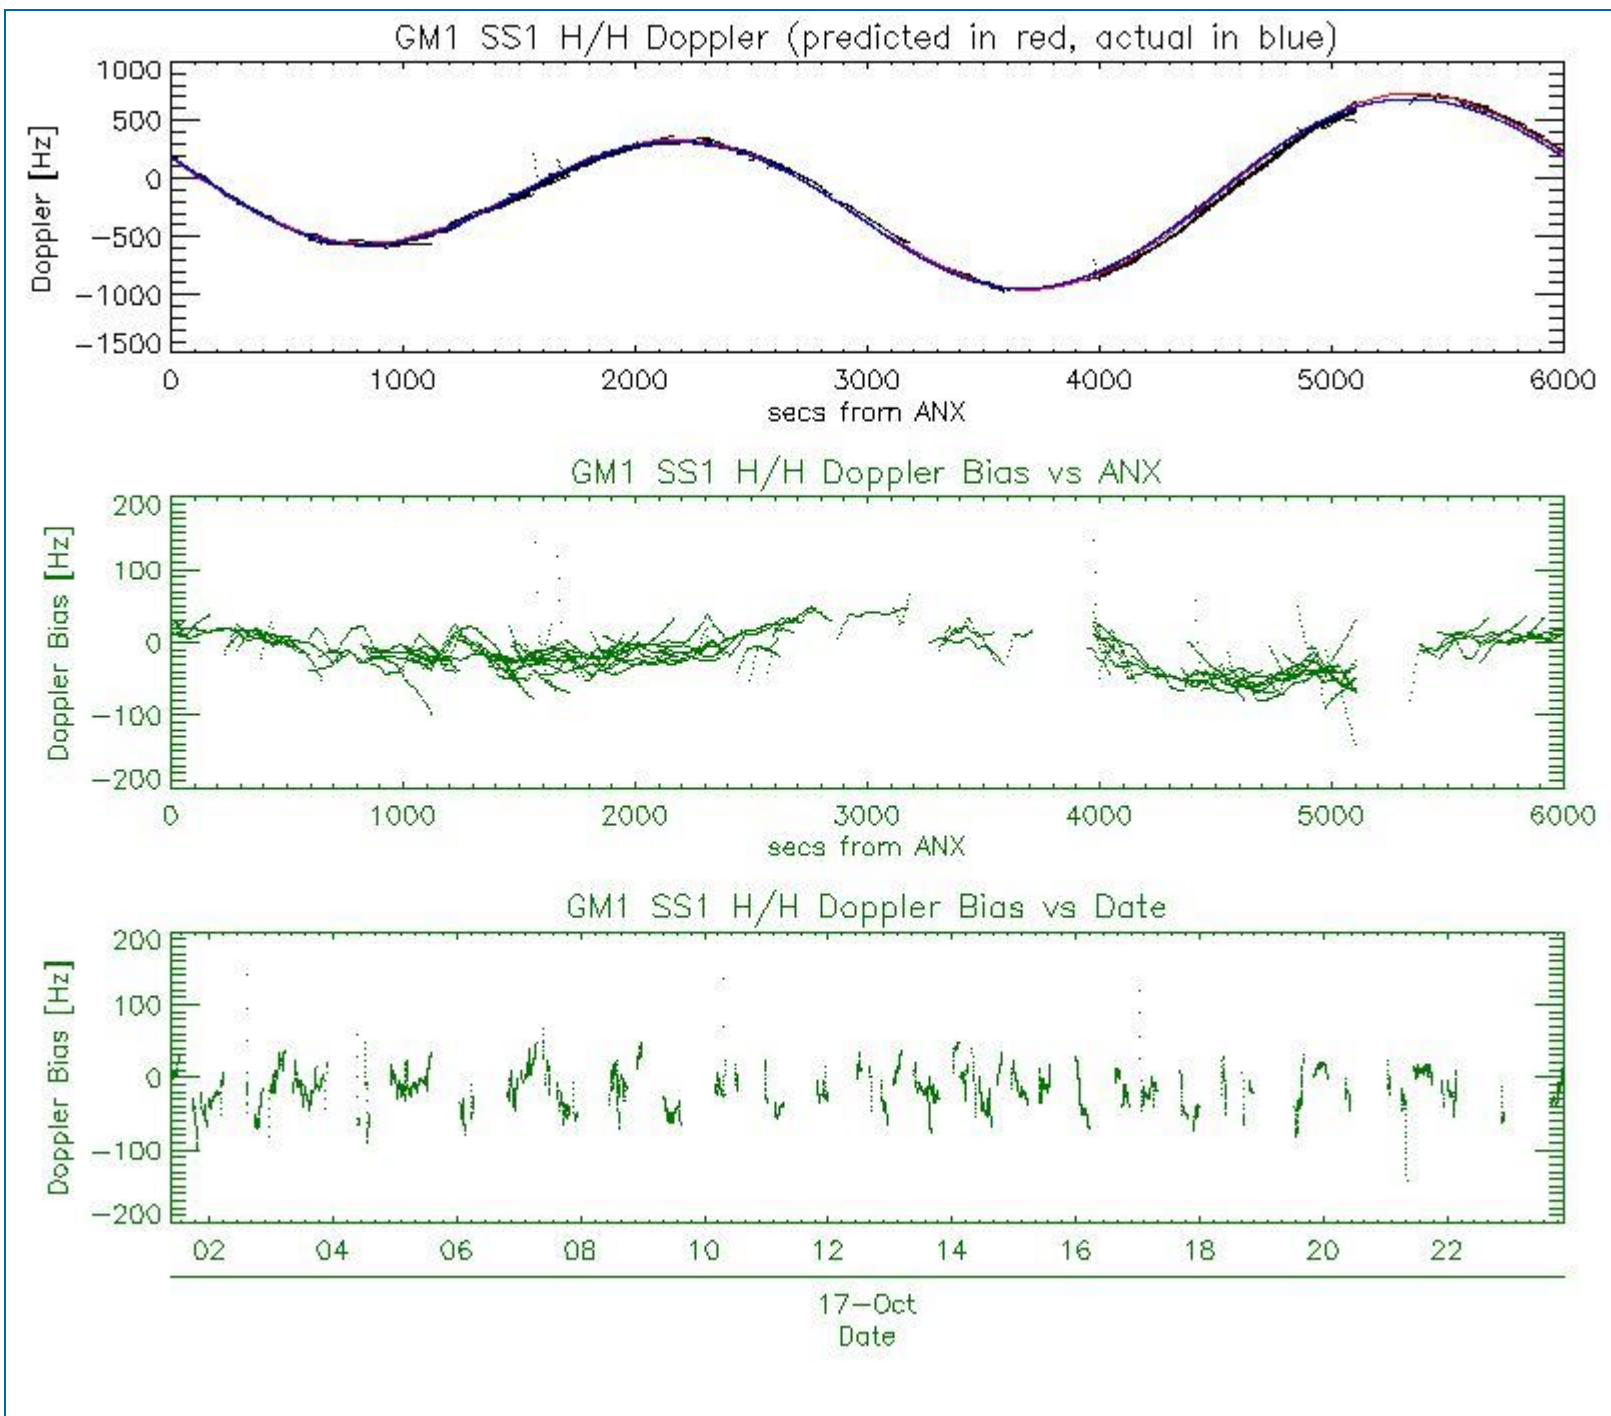 GM1 SS1 H/H Doppler (predicted in red, actual in blue)
1000
500
0
−500
−1000
−1500
Doppler [Hz]
0 1000 2000 3000 4000 5000 6000
secs from ANX
GM1 SS1 H/H Doppler Bias vs ANX
200
100
0
−100
−200
Doppler Bias [Hz]
0 1000 2000 3000 4000 5000 6000
secs from ANX
GM1 SS1 H/H Doppler Bias vs Date
200
100
0
−100
−200
Doppler Bias [Hz]
02 04 06 08 10 12 14 16 18 20 22
17−Oct
Date